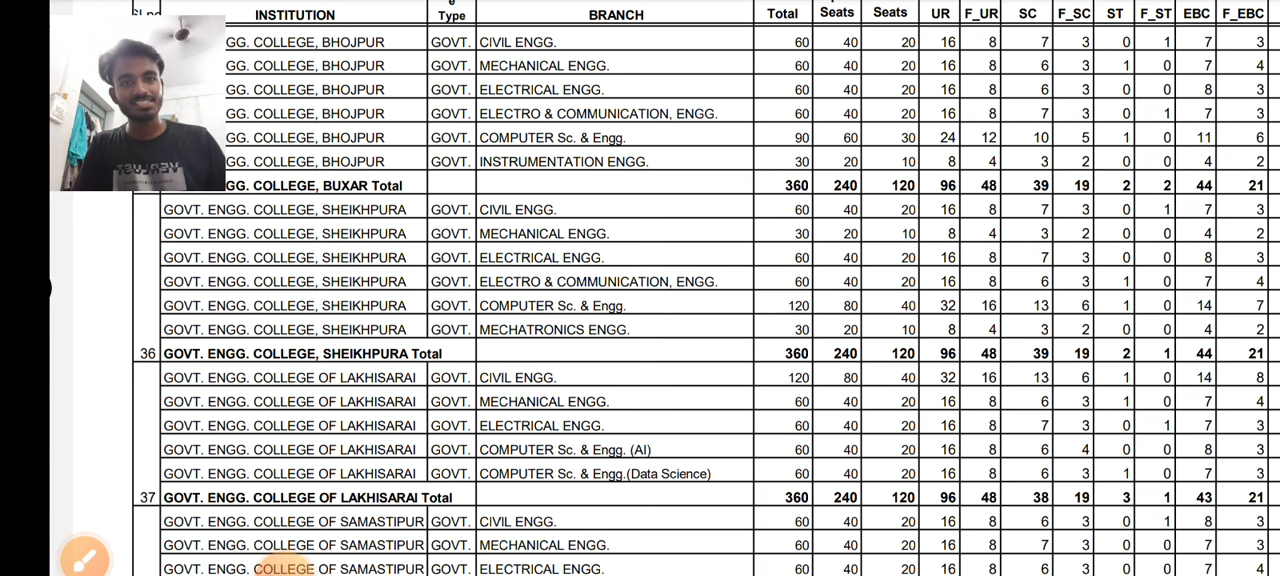 Sl.no INSTITUTION e Type BRANCH Total Seats Seats UR F_UR SC F_SC ST F_ST EBC F_EBC
GG. COLLEGE, BHOJPUR GOVT. CIVIL ENGG. 60 40 20 16 8 7 3 0 1 7 3
GG. COLLEGE, BHOJPUR GOVT. MECHANICAL ENGG. 60 40 20 16 8 6 3 1 0 7 4
GG. COLLEGE, BHOJPUR GOVT. ELECTRICAL ENGG. 60 40 20 16 8 6 3 0 0 8 3
GG. COLLEGE, BHOJPUR GOVT. ELECTRO & COMMUNICATION, ENGG. 60 40 20 16 8 7 3 0 1 7 3
GG. COLLEGE, BHOJPUR GOVT. COMPUTER Sc. & Engg. 90 60 30 24 12 10 5 1 0 11 6
GG. COLLEGE, BHOJPUR GOVT. INSTRUMENTATION ENGG. 30 20 10 8 4 3 2 0 0 4 2
GG. COLLEGE, BUXAR Total 360 240 120 96 48 39 19 2 2 44 21
GOVT. ENGG. COLLEGE, SHEIKHPURA GOVT. CIVIL ENGG. 60 40 20 16 8 7 3 0 1 7 3
GOVT. ENGG. COLLEGE, SHEIKHPURA GOVT. MECHANICAL ENGG. 30 20 10 8 4 3 2 0 0 4 2
GOVT. ENGG. COLLEGE, SHEIKHPURA GOVT. ELECTRICAL ENGG. 60 40 20 16 8 7 3 0 0 8 3
GOVT. ENGG. COLLEGE, SHEIKHPURA GOVT. ELECTRO & COMMUNICATION, ENGG. 60 40 20 16 8 6 3 1 0 7 4
GOVT. ENGG. COLLEGE, SHEIKHPURA GOVT. COMPUTER Sc. & Engg. 120 80 40 32 16 13 6 1 0 14 7
GOVT. ENGG. COLLEGE, SHEIKHPURA GOVT. MECHATRONICS ENGG. 30 20 10 8 4 3 2 0 0 4 2
36 GOVT. ENGG. COLLEGE, SHEIKHPURA Total 360 240 120 96 48 39 19 2 1 44 21
GOVT. ENGG. COLLEGE OF LAKHISARAI GOVT. CIVIL ENGG. 120 80 40 32 16 13 6 1 0 14 8
GOVT. ENGG. COLLEGE OF LAKHISARAI GOVT. MECHANICAL ENGG. 60 40 20 16 8 6 3 1 0 7 4
GOVT. ENGG. COLLEGE OF LAKHISARAI GOVT. ELECTRICAL ENGG. 60 40 20 16 8 7 3 0 1 7 3
GOVT. ENGG. COLLEGE OF LAKHISARAI GOVT. COMPUTER Sc. & Engg. (AI) 60 40 20 16 8 6 4 0 0 8 3
GOVT. ENGG. COLLEGE OF LAKHISARAI GOVT. COMPUTER Sc. & Engg.(Data Science) 60 40 20 16 8 6 3 1 0 7 3
37 GOVT. ENGG. COLLEGE OF LAKHISARAI Total 360 240 120 96 48 38 19 3 1 43 21
GOVT. ENGG. COLLEGE OF SAMASTIPUR GOVT. CIVIL ENGG. 60 40 20 16 8 6 3 0 1 8 3
GOVT. ENGG. COLLEGE OF SAMASTIPUR GOVT. MECHANICAL ENGG. 60 40 20 16 8 7 3 0 0 7 3
GOVT. ENGG. COLLEGE OF SAMASTIPUR GOVT. ELECTRICAL ENGG. 60 40 20 16 8 6 3 0 0 7 4